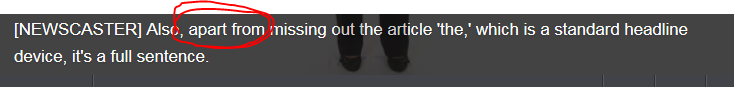 [NEWSCASTER] Also, apart from missing out the article 'the,' which is a standard headline
device, it's a full sentence.